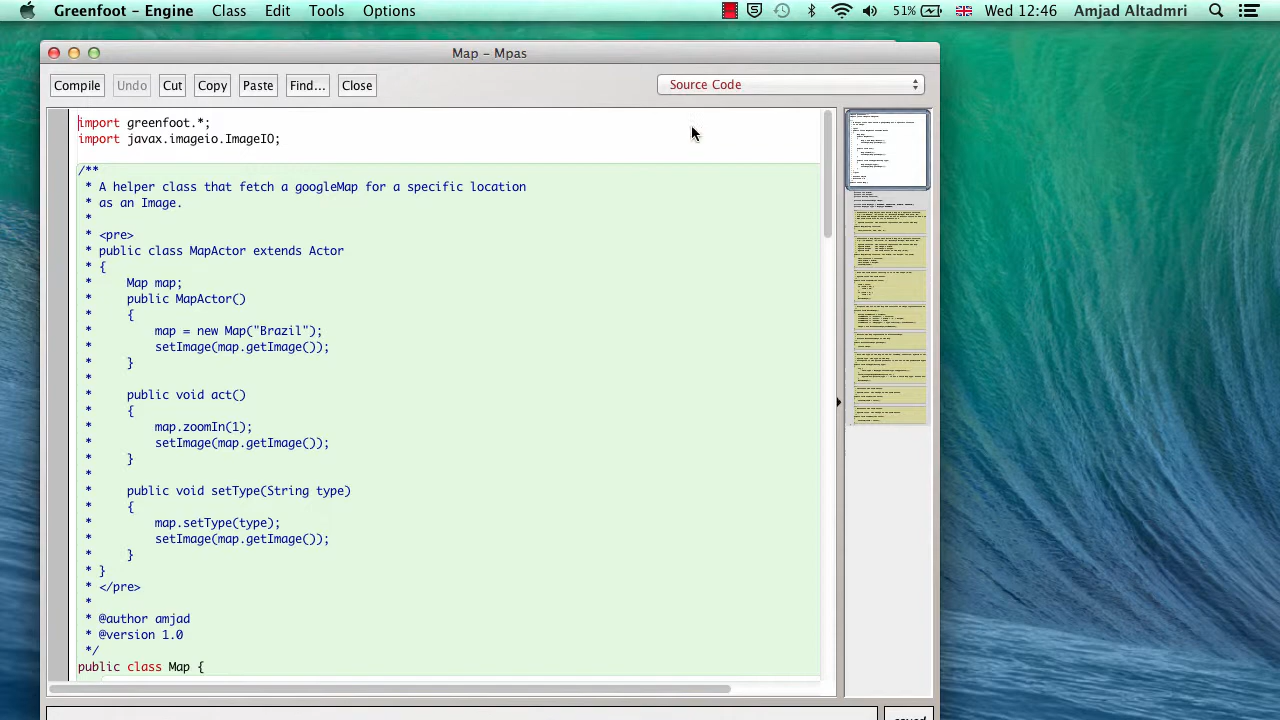 Greenfoot - Engine Class Edit Tools Options 51% Wed 12:46 Amjad Altadmri
Map - Mpas
Compile Undo Cut Copy Paste Find... Close Source Code
import greenfoot.*;
import javax.imageio.ImageIO;
/**
* A helper class that fetch a googleMap for a specific location
* as an Image.
*
* <pre>
* public class MapActor extends Actor
* {
* Map map;
* public MapActor()
* {
* map = new Map("Brazil");
* setImage(map.getImage());
* }
*
* public void act()
* {
* map.zoomIn(1);
* setImage(map.getImage());
* }
*
* public void setType(String type)
* {
* map.setType(type);
* setImage(map.getImage());
* }
* }
* </pre>
*
* @author amjad
* @version 1.0
*/
public class Map {
saved